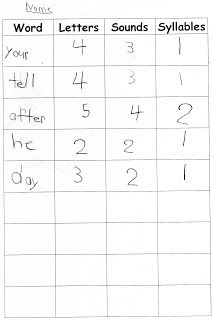 Name
Word Letters Sounds Syllables
your 4 3 1
tell 4 3 1
after 5 4 2
he 2 2 1
day 3 2 1